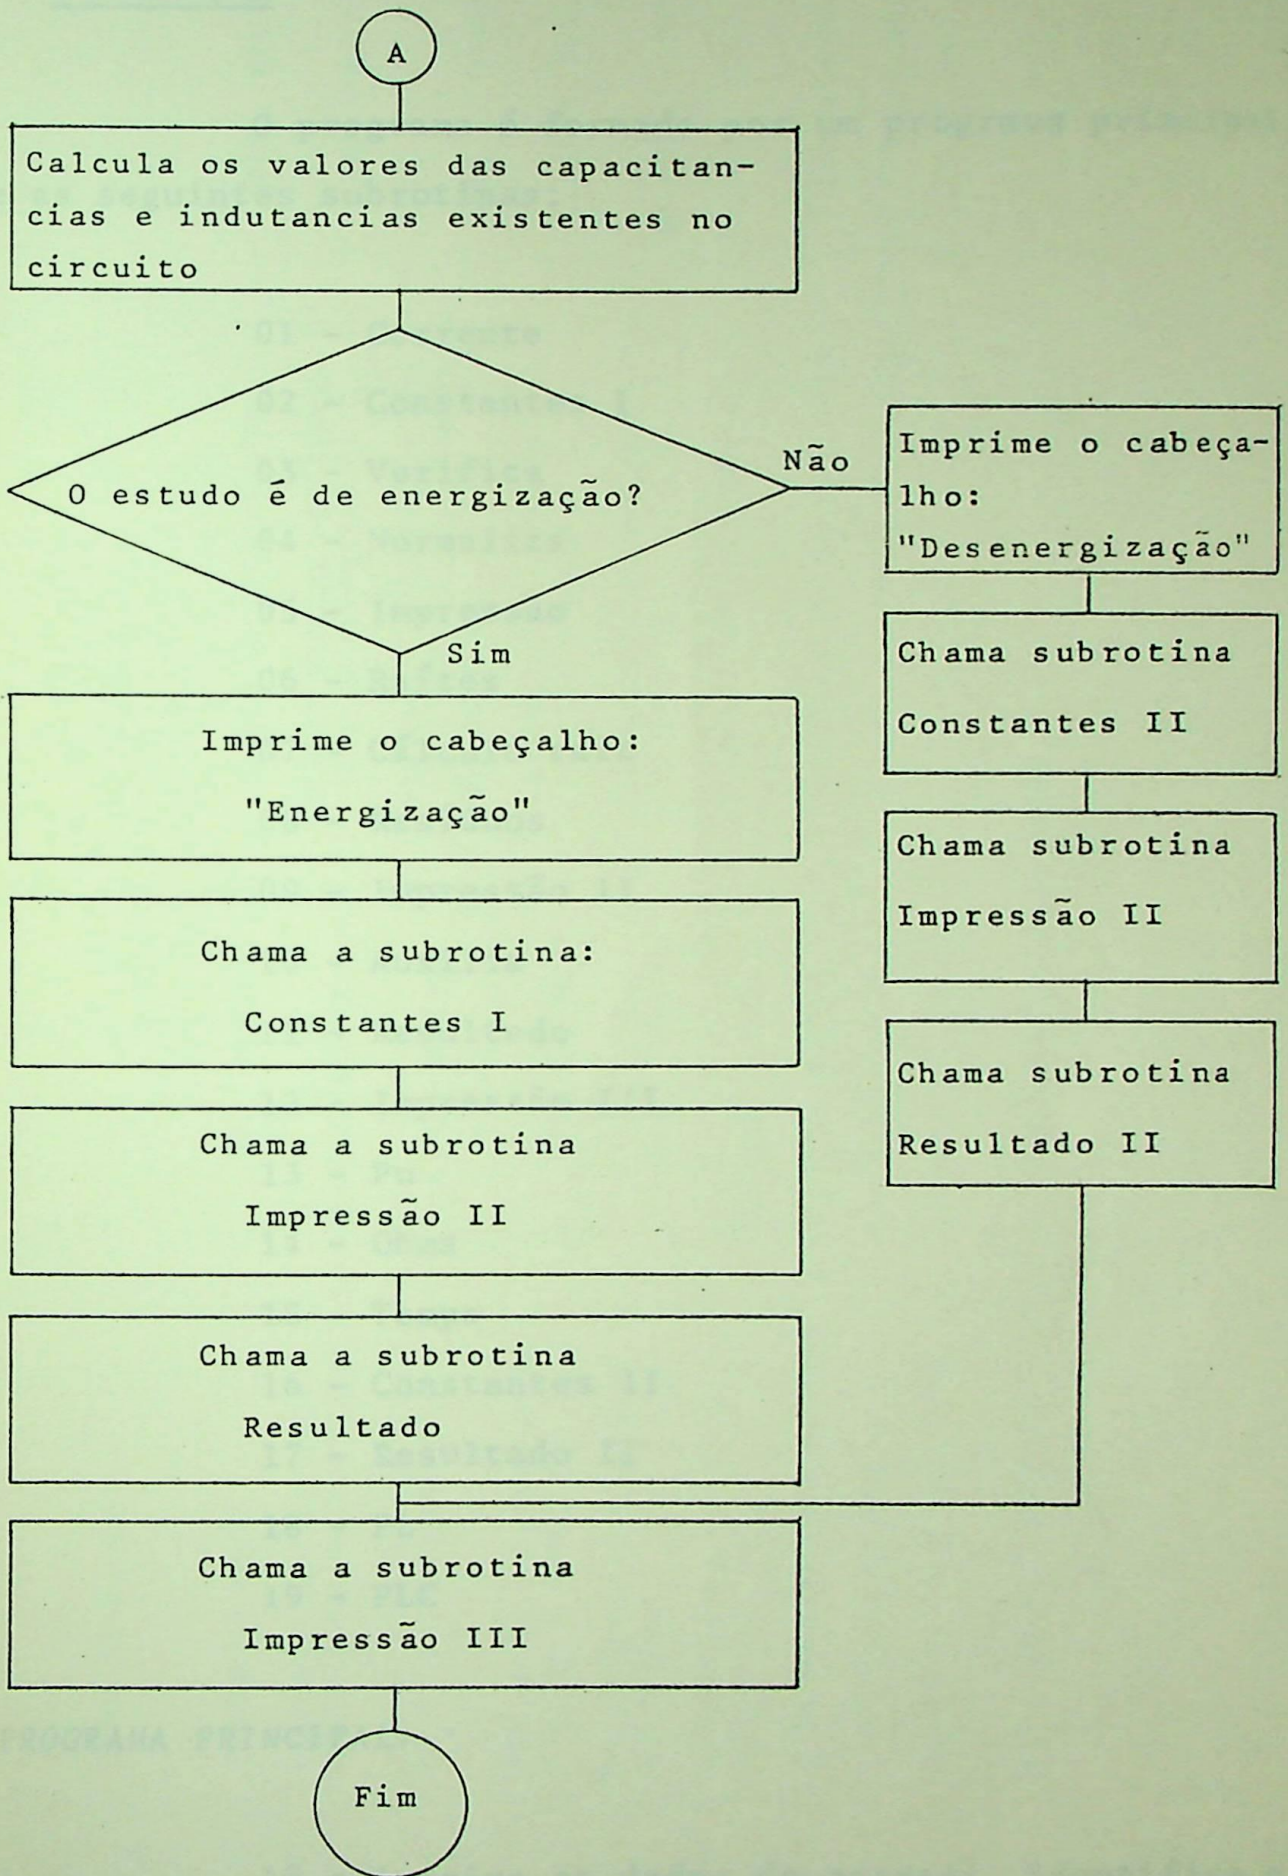 A
Calcula os valores das capacitan-
cias e indutancias existentes no
circuito
O estudo é de energização?
Não
Sim
Imprime o cabeça-
lho:
"Desenergização"
Chama subrotina
Constantes II
Chama subrotina
Impressão II
Chama subrotina
Resultado II
Imprime o cabeçalho:
"Energização"
Chama a subrotina:
Constantes I
Chama a subrotina
Impressão II
Chama a subrotina
Resultado
Chama a subrotina
Impressão III
Fim